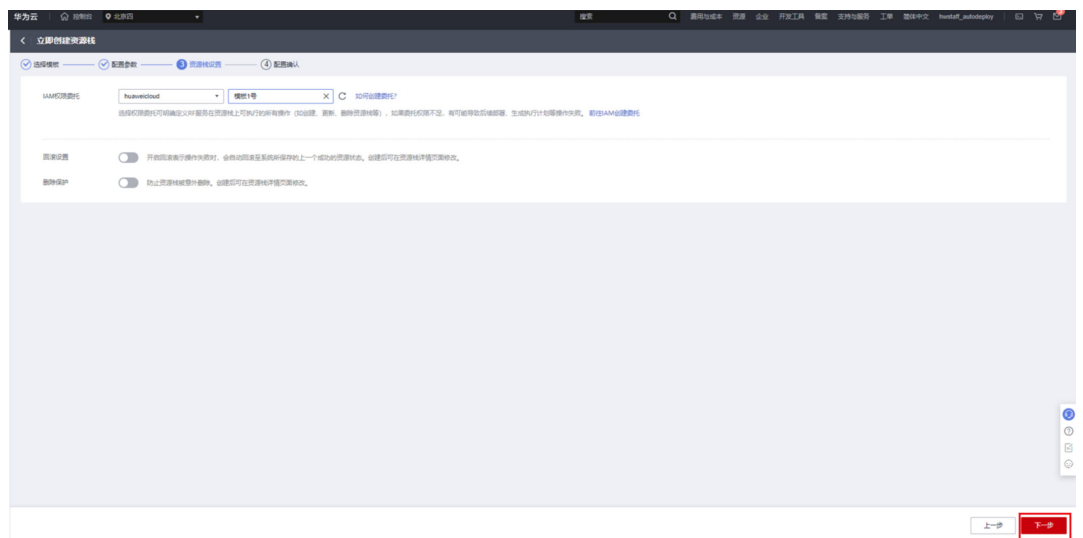 华为云 控制台 北京四 搜索 费用与成本 资源 企业 开发工具 备案 支持与服务 工单 简体中文 hwstaff_autodeploy
立即创建资源栈
选择模板 配置参数 3 资源栈设置 4 配置确认
IAM权限委托 huaweicloud 模板1号 如何创建委托?
选择权限委托可明确定义RF服务在资源栈上可执行的所有操作（如创建、更新、删除资源栈等），如果委托权限不足，有可能导致后续部署、生成执行计划等操作失败。 前往IAM创建委托
回滚设置 开启回滚表示操作失败时，会自动回滚至系统所保存的上一个成功的资源状态。创建后可在资源栈详情页面修改。
删除保护 防止资源栈被意外删除。创建后可在资源栈详情页面修改。
上一步 下一步